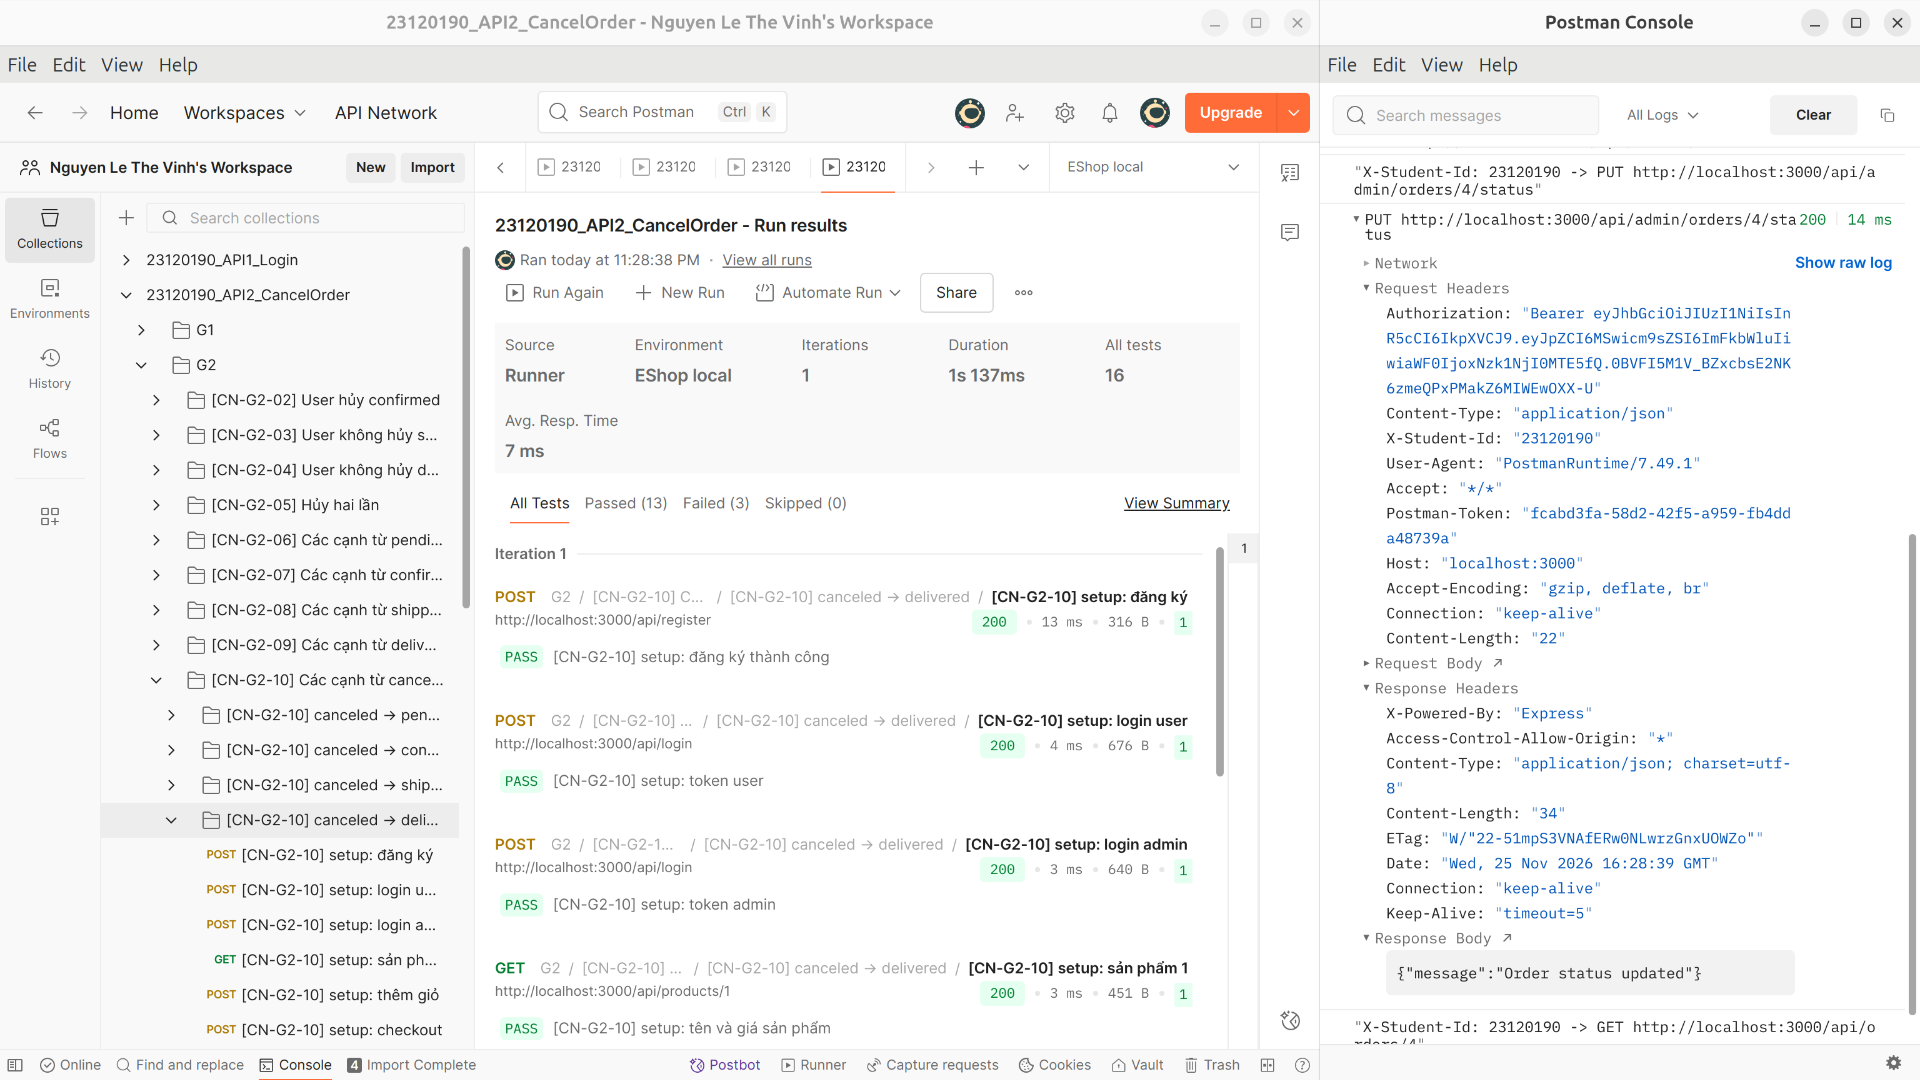 23120190_API2_CancelOrder - Nguyen Le The Vinh's Workspace
File Edit View Help
Home Workspaces API Network
Search Postman Ctrl K
Upgrade
Nguyen Le The Vinh's Workspace New Import
23120 23120 23120 23120
EShop local
Collections
Environments
History
Flows
Search collections
23120190_API1_Login
23120190_API2_CancelOrder
G1
G2
[CN-G2-02] User hủy confirmed
[CN-G2-03] User không hủy s...
[CN-G2-04] User không hủy d...
[CN-G2-05] Hủy hai lần
[CN-G2-06] Các cạnh từ pendi...
[CN-G2-07] Các cạnh từ confir...
[CN-G2-08] Các cạnh từ shipp...
[CN-G2-09] Các cạnh từ deliv...
[CN-G2-10] Các cạnh từ cance...
[CN-G2-10] canceled → pen...
[CN-G2-10] canceled → con...
[CN-G2-10] canceled → ship...
[CN-G2-10] canceled → deli...
POST [CN-G2-10] setup: đăng ký
POST [CN-G2-10] setup: login u...
POST [CN-G2-10] setup: login a...
GET [CN-G2-10] setup: sản ph...
POST [CN-G2-10] setup: thêm giỏ
POST [CN-G2-10] setup: checkout
23120190_API2_CancelOrder - Run results
Ran today at 11:28:38 PM · View all runs
Run Again New Run Automate Run Share
Source Environment Iterations Duration All tests
Runner EShop local 1 1s 137ms 16
Avg. Resp. Time
7 ms
All Tests Passed (13) Failed (3) Skipped (0) View Summary
Iteration 1
1
POST G2 / [CN-G2-10] C... / [CN-G2-10] canceled → delivered / [CN-G2-10] setup: đăng ký
http://localhost:3000/api/register 200 13 ms 316 B 1
PASS [CN-G2-10] setup: đăng ký thành công
POST G2 / [CN-G2-10] ... / [CN-G2-10] canceled → delivered / [CN-G2-10] setup: login user
http://localhost:3000/api/login 200 4 ms 676 B 1
PASS [CN-G2-10] setup: token user
POST G2 / [CN-G2-1... / [CN-G2-10] canceled → delivered / [CN-G2-10] setup: login admin
http://localhost:3000/api/login 200 3 ms 640 B 1
PASS [CN-G2-10] setup: token admin
GET G2 / [CN-G2-10] ... / [CN-G2-10] canceled → delivered / [CN-G2-10] setup: sản phẩm 1
http://localhost:3000/api/products/1 200 3 ms 451 B 1
PASS [CN-G2-10] setup: tên và giá sản phẩm
Online Find and replace Console 4 Import Complete Postbot Runner Capture requests Cookies Vault Trash
Postman Console
File Edit View Help
Search messages All Logs Clear
"X-Student-Id: 23120190 -> PUT http://localhost:3000/api/a
dmin/orders/4/status"
PUT http://localhost:3000/api/admin/orders/4/sta 200 14 ms
tus
Network Show raw log
Request Headers
Authorization: "Bearer eyJhbGciOiJIUzI1NiIsIn
R5cCI6IkpXVCJ9.eyJpZCI6MSwicm9sZSI6ImFkbWluIi
wiaWF0IjoxNzk1NjI0MTE5fQ.0BVFI5M1V_BZxcbsE2NK
6zmeQPxPMakZ6MIWEwOXX-U"
Content-Type: "application/json"
X-Student-Id: "23120190"
User-Agent: "PostmanRuntime/7.49.1"
Accept: "*/*"
Postman-Token: "fcabd3fa-58d2-42f5-a959-fb4dd
a48739a"
Host: "localhost:3000"
Accept-Encoding: "gzip, deflate, br"
Connection: "keep-alive"
Content-Length: "22"
Request Body
Response Headers
X-Powered-By: "Express"
Access-Control-Allow-Origin: "*"
Content-Type: "application/json; charset=utf-
8"
Content-Length: "34"
ETag: "W/"22-51mpS3VNAfERw0NLwrzGnxUOWZo""
Date: "Wed, 25 Nov 2026 16:28:39 GMT"
Connection: "keep-alive"
Keep-Alive: "timeout=5"
Response Body
{"message":"Order status updated"}
"X-Student-Id: 23120190 -> GET http://localhost:3000/api/o
rders/4"